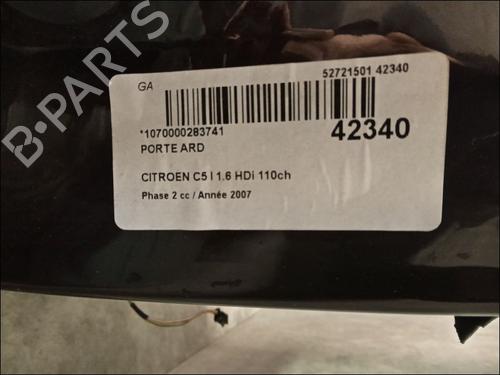 B-PARTS
GA
52721501 42340
*1070000283741
42340
PORTE ARD
CITROEN C5 I 1.6 HDi 110ch
Phase 2 cc / Année 2007